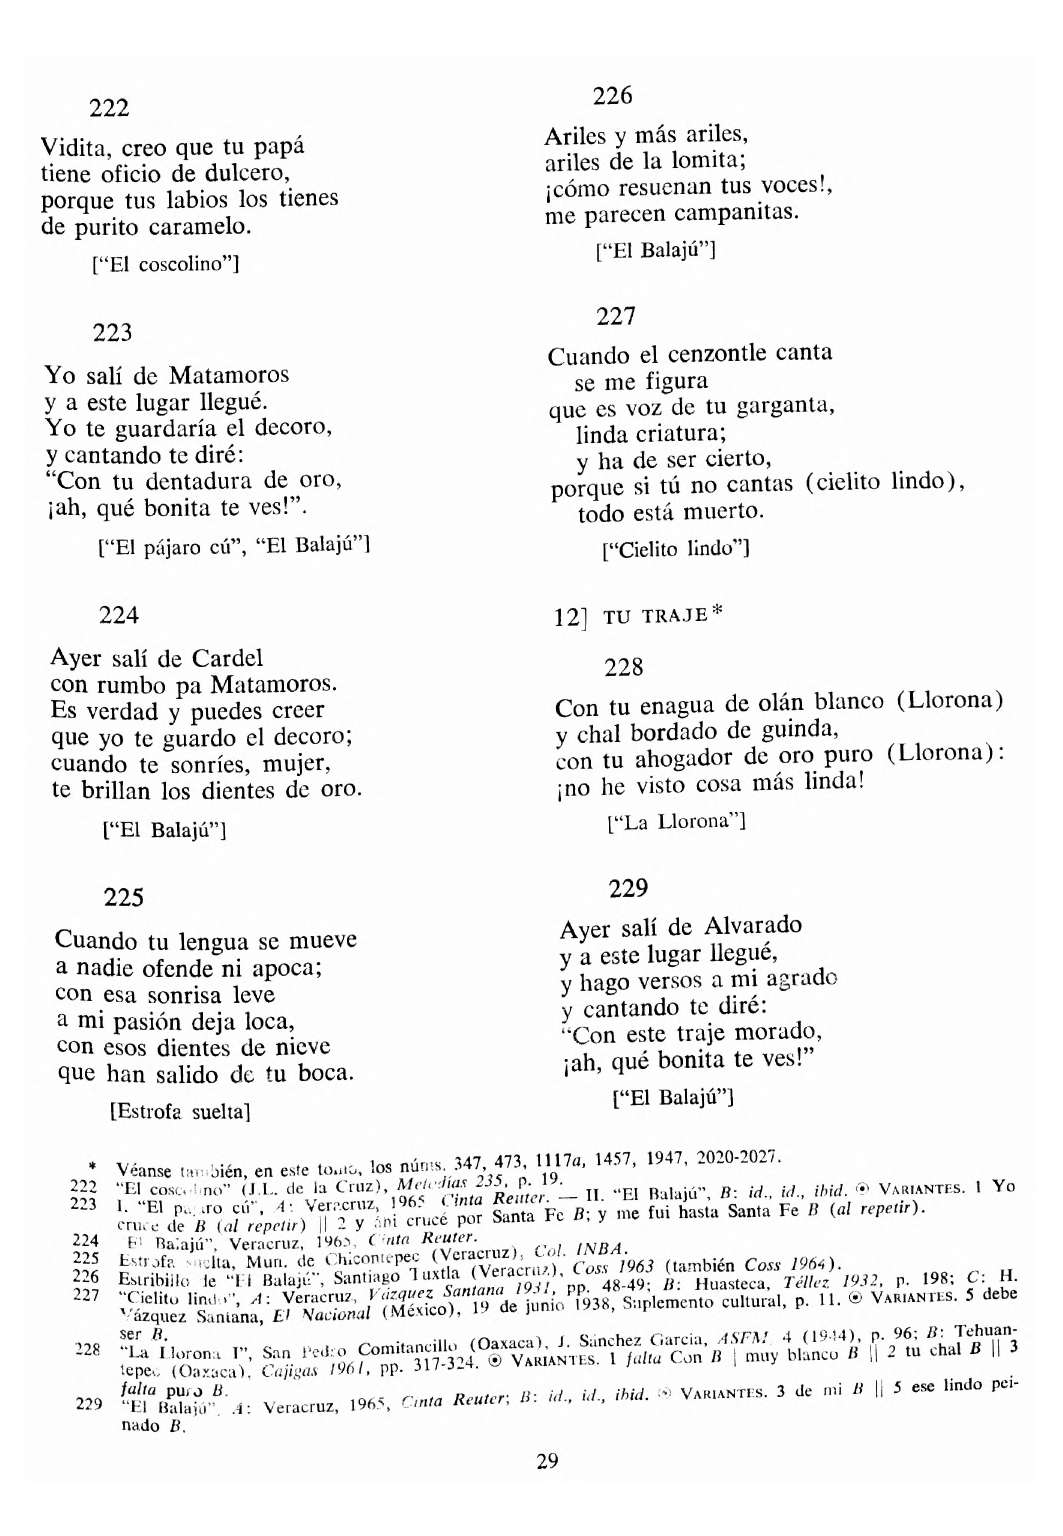 222
Vidita, creo que tu papá
tiene oficio de dulcero,
porque tus labios los tienes
de purito caramelo.
[“El coscolino”]
223
Yo salí de Matamoros
y a este lugar llegué.
Yo te guardaría el decoro,
y cantando te diré:
“Con tu dentadura de oro,
¡ah, qué bonita te ves!”.
[“El pájaro cú”, “El Balajú”]
224
Ayer salí de Cardel
con rumbo pa Matamoros.
Es verdad y puedes creer
que yo te guardo el decoro;
cuando te sonríes, mujer,
te brillan los dientes de oro.
[“El Balajú”]
225
Cuando tu lengua se mueve
a nadie ofende ni apoca;
con esa sonrisa leve
a mi pasión deja loca,
con esos dientes de nieve
que han salido de tu boca.
[Estrofa suelta]
226
Ariles y más ariles,
ariles de la lomita;
¡cómo resuenan tus voces!,
me parecen campanitas.
[“El Balajú”]
227
Cuando el cenzontle canta
se me figura
que es voz de tu garganta,
linda criatura;
y ha de ser cierto,
porque si tú no cantas (cielito lindo),
todo está muerto.
[“Cielito lindo”]
12] TU TRAJE*
228
Con tu enagua de olán blanco (Llorona)
y chal bordado de guinda,
con tu ahogador de oro puro (Llorona):
¡no he visto cosa más linda!
[“La Llorona”]
229
Ayer salí de Alvarado
y a este lugar llegué,
y hago versos a mi agrado
y cantando te diré:
“Con este traje morado,
¡ah, qué bonita te ves!”
[“El Balajú”]
* Véanse también, en este tomo, los núms. 347, 473, 1117a, 1457, 1947, 2020-2027.
222 “El coscolino” (J.L. de la Cruz), Melodías 235, p. 19.
223 I. “El pájaro cú”, A: Veracruz, 1965 Cinta Reuter. — II. “El Balajú”, B: id., id., ibid. ⊙ VARIANTES. 1 Yo
cruce de B (al repetir) || 2 y ahí crucé por Santa Fe B; y me fui hasta Santa Fe B (al repetir).
224 “El Balajú”, Veracruz, 1965, Cinta Reuter.
225 Estrofa suelta, Mun. de Chicontepec (Veracruz), Col. INBA.
226 Estribillo de “El Balajú”, Santiago Tuxtla (Veracruz), Coss 1963 (también Coss 1964).
227 “Cielito lindo”, A: Veracruz, Vázquez Santana 1931, pp. 48-49; B: Huasteca, Téllez 1932, p. 198; C: H.
Vázquez Santana, El Nacional (México), 19 de junio 1938, Suplemento cultural, p. 11. ⊙ VARIANTES. 5 debe
ser B.
228 “La Llorona I”, San Pedro Comitancillo (Oaxaca), J. Sánchez García, ASFM 4 (1944), p. 96; B: Tehuan-
tepec (Oaxaca), Cajigas 1961, pp. 317-324. ⊙ VARIANTES. 1 falta Con B | muy blanco B || 2 tu chal B || 3
falta puro B.
229 “El Balajú”, A: Veracruz, 1965, Cinta Reuter; B: id., id., ibid. ⊙ VARIANTES. 3 de mi B || 5 ese lindo pei-
nado B.
29